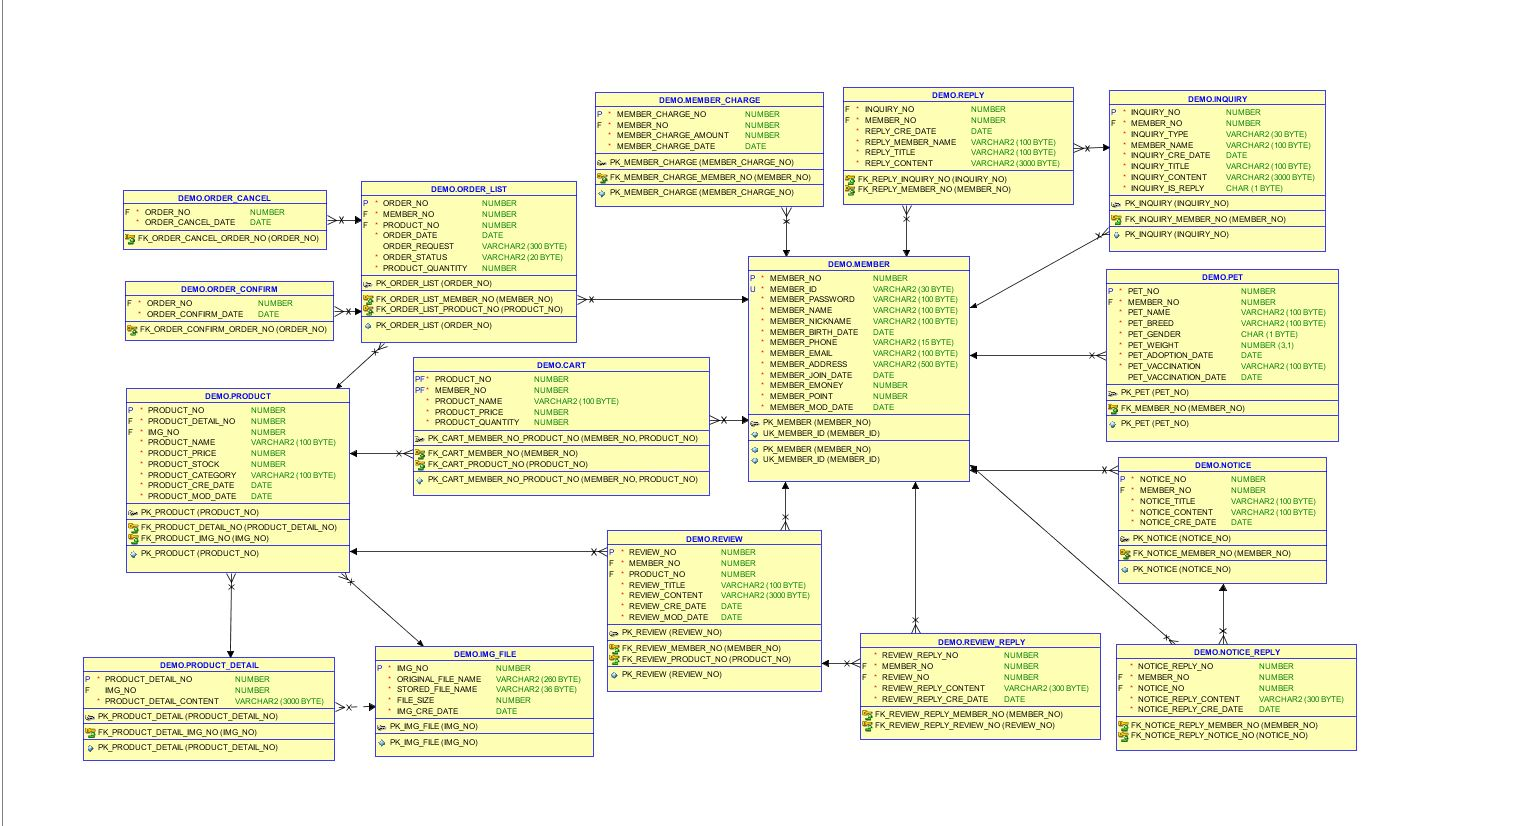 DEMO.MEMBER_CHARGE
P * MEMBER_CHARGE_NO NUMBER
F * MEMBER_NO NUMBER
* MEMBER_CHARGE_AMOUNT NUMBER
* MEMBER_CHARGE_DATE DATE
PK_MEMBER_CHARGE (MEMBER_CHARGE_NO)
FK_MEMBER_CHARGE_MEMBER_NO (MEMBER_NO)
PK_MEMBER_CHARGE (MEMBER_CHARGE_NO)
DEMO.REPLY
F * INQUIRY_NO NUMBER
F * MEMBER_NO NUMBER
* REPLY_CRE_DATE DATE
* REPLY_MEMBER_NAME VARCHAR2 (100 BYTE)
* REPLY_TITLE VARCHAR2 (100 BYTE)
* REPLY_CONTENT VARCHAR2 (3000 BYTE)
FK_REPLY_INQUIRY_NO (INQUIRY_NO)
FK_REPLY_MEMBER_NO (MEMBER_NO)
DEMO.INQUIRY
P * INQUIRY_NO NUMBER
F * MEMBER_NO NUMBER
* INQUIRY_TYPE VARCHAR2 (30 BYTE)
* MEMBER_NAME VARCHAR2 (100 BYTE)
* INQUIRY_CRE_DATE DATE
* INQUIRY_TITLE VARCHAR2 (100 BYTE)
* INQUIRY_CONTENT VARCHAR2 (3000 BYTE)
* INQUIRY_IS_REPLY CHAR (1 BYTE)
PK_INQUIRY (INQUIRY_NO)
FK_INQUIRY_MEMBER_NO (MEMBER_NO)
PK_INQUIRY (INQUIRY_NO)
DEMO.ORDER_CANCEL
F * ORDER_NO NUMBER
* ORDER_CANCEL_DATE DATE
FK_ORDER_CANCEL_ORDER_NO (ORDER_NO)
DEMO.ORDER_LIST
P * ORDER_NO NUMBER
F * MEMBER_NO NUMBER
F * PRODUCT_NO NUMBER
* ORDER_DATE DATE
ORDER_REQUEST VARCHAR2 (300 BYTE)
* ORDER_STATUS VARCHAR2 (20 BYTE)
* PRODUCT_QUANTITY NUMBER
PK_ORDER_LIST (ORDER_NO)
FK_ORDER_LIST_MEMBER_NO (MEMBER_NO)
FK_ORDER_LIST_PRODUCT_NO (PRODUCT_NO)
PK_ORDER_LIST (ORDER_NO)
DEMO.ORDER_CONFIRM
F * ORDER_NO NUMBER
* ORDER_CONFIRM_DATE DATE
FK_ORDER_CONFIRM_ORDER_NO (ORDER_NO)
DEMO.MEMBER
P * MEMBER_NO NUMBER
U * MEMBER_ID VARCHAR2 (30 BYTE)
* MEMBER_PASSWORD VARCHAR2 (100 BYTE)
* MEMBER_NAME VARCHAR2 (100 BYTE)
* MEMBER_NICKNAME VARCHAR2 (100 BYTE)
* MEMBER_BIRTH_DATE DATE
* MEMBER_PHONE VARCHAR2 (15 BYTE)
* MEMBER_EMAIL VARCHAR2 (100 BYTE)
* MEMBER_ADDRESS VARCHAR2 (500 BYTE)
* MEMBER_JOIN_DATE DATE
* MEMBER_EMONEY NUMBER
* MEMBER_POINT NUMBER
* MEMBER_MOD_DATE DATE
PK_MEMBER (MEMBER_NO)
UK_MEMBER_ID (MEMBER_ID)
PK_MEMBER (MEMBER_NO)
UK_MEMBER_ID (MEMBER_ID)
DEMO.PET
P * PET_NO NUMBER
F * MEMBER_NO NUMBER
* PET_NAME VARCHAR2 (100 BYTE)
* PET_BREED VARCHAR2 (100 BYTE)
* PET_GENDER CHAR (1 BYTE)
* PET_WEIGHT NUMBER (3,1)
* PET_ADOPTION_DATE DATE
* PET_VACCINATION VARCHAR2 (100 BYTE)
PET_VACCINATION_DATE DATE
PK_PET (PET_NO)
FK_MEMBER_NO (MEMBER_NO)
PK_PET (PET_NO)
DEMO.CART
PF * PRODUCT_NO NUMBER
PF * MEMBER_NO NUMBER
* PRODUCT_NAME VARCHAR2 (100 BYTE)
* PRODUCT_PRICE NUMBER
* PRODUCT_QUANTITY NUMBER
PK_CART_MEMBER_NO_PRODUCT_NO (MEMBER_NO, PRODUCT_NO)
FK_CART_MEMBER_NO (MEMBER_NO)
FK_CART_PRODUCT_NO (PRODUCT_NO)
PK_CART_MEMBER_NO_PRODUCT_NO (MEMBER_NO, PRODUCT_NO)
DEMO.PRODUCT
P * PRODUCT_NO NUMBER
F * PRODUCT_DETAIL_NO NUMBER
F * IMG_NO NUMBER
* PRODUCT_NAME VARCHAR2 (100 BYTE)
* PRODUCT_PRICE NUMBER
* PRODUCT_STOCK NUMBER
* PRODUCT_CATEGORY VARCHAR2 (100 BYTE)
* PRODUCT_CRE_DATE DATE
* PRODUCT_MOD_DATE DATE
PK_PRODUCT (PRODUCT_NO)
FK_PRODUCT_DETAIL_NO (PRODUCT_DETAIL_NO)
FK_PRODUCT_IMG_NO (IMG_NO)
PK_PRODUCT (PRODUCT_NO)
DEMO.NOTICE
P * NOTICE_NO NUMBER
F * MEMBER_NO NUMBER
* NOTICE_TITLE VARCHAR2 (100 BYTE)
* NOTICE_CONTENT VARCHAR2 (100 BYTE)
* NOTICE_CRE_DATE DATE
PK_NOTICE (NOTICE_NO)
FK_NOTICE_MEMBER_NO (MEMBER_NO)
PK_NOTICE (NOTICE_NO)
DEMO.REVIEW
P * REVIEW_NO NUMBER
F * MEMBER_NO NUMBER
F * PRODUCT_NO NUMBER
* REVIEW_TITLE VARCHAR2 (100 BYTE)
* REVIEW_CONTENT VARCHAR2 (3000 BYTE)
* REVIEW_CRE_DATE DATE
* REVIEW_MOD_DATE DATE
PK_REVIEW (REVIEW_NO)
FK_REVIEW_MEMBER_NO (MEMBER_NO)
FK_REVIEW_PRODUCT_NO (PRODUCT_NO)
PK_REVIEW (REVIEW_NO)
DEMO.PRODUCT_DETAIL
P * PRODUCT_DETAIL_NO NUMBER
F IMG_NO NUMBER
* PRODUCT_DETAIL_CONTENT VARCHAR2 (3000 BYTE)
PK_PRODUCT_DETAIL (PRODUCT_DETAIL_NO)
FK_PRODUCT_DETAIL_IMG_NO (IMG_NO)
PK_PRODUCT_DETAIL (PRODUCT_DETAIL_NO)
DEMO.IMG_FILE
P * IMG_NO NUMBER
* ORIGINAL_FILE_NAME VARCHAR2 (260 BYTE)
* STORED_FILE_NAME VARCHAR2 (36 BYTE)
* FILE_SIZE NUMBER
* IMG_CRE_DATE DATE
PK_IMG_FILE (IMG_NO)
PK_IMG_FILE (IMG_NO)
DEMO.REVIEW_REPLY
* REVIEW_REPLY_NO NUMBER
F * MEMBER_NO NUMBER
F * REVIEW_NO NUMBER
* REVIEW_REPLY_CONTENT VARCHAR2 (300 BYTE)
* REVIEW_REPLY_CRE_DATE DATE
FK_REVIEW_REPLY_MEMBER_NO (MEMBER_NO)
FK_REVIEW_REPLY_REVIEW_NO (REVIEW_NO)
DEMO.NOTICE_REPLY
* NOTICE_REPLY_NO NUMBER
F * MEMBER_NO NUMBER
F * NOTICE_NO NUMBER
* NOTICE_REPLY_CONTENT VARCHAR2 (300 BYTE)
* NOTICE_REPLY_CRE_DATE DATE
FK_NOTICE_REPLY_MEMBER_NO (MEMBER_NO)
FK_NOTICE_REPLY_NOTICE_NO (NOTICE_NO)